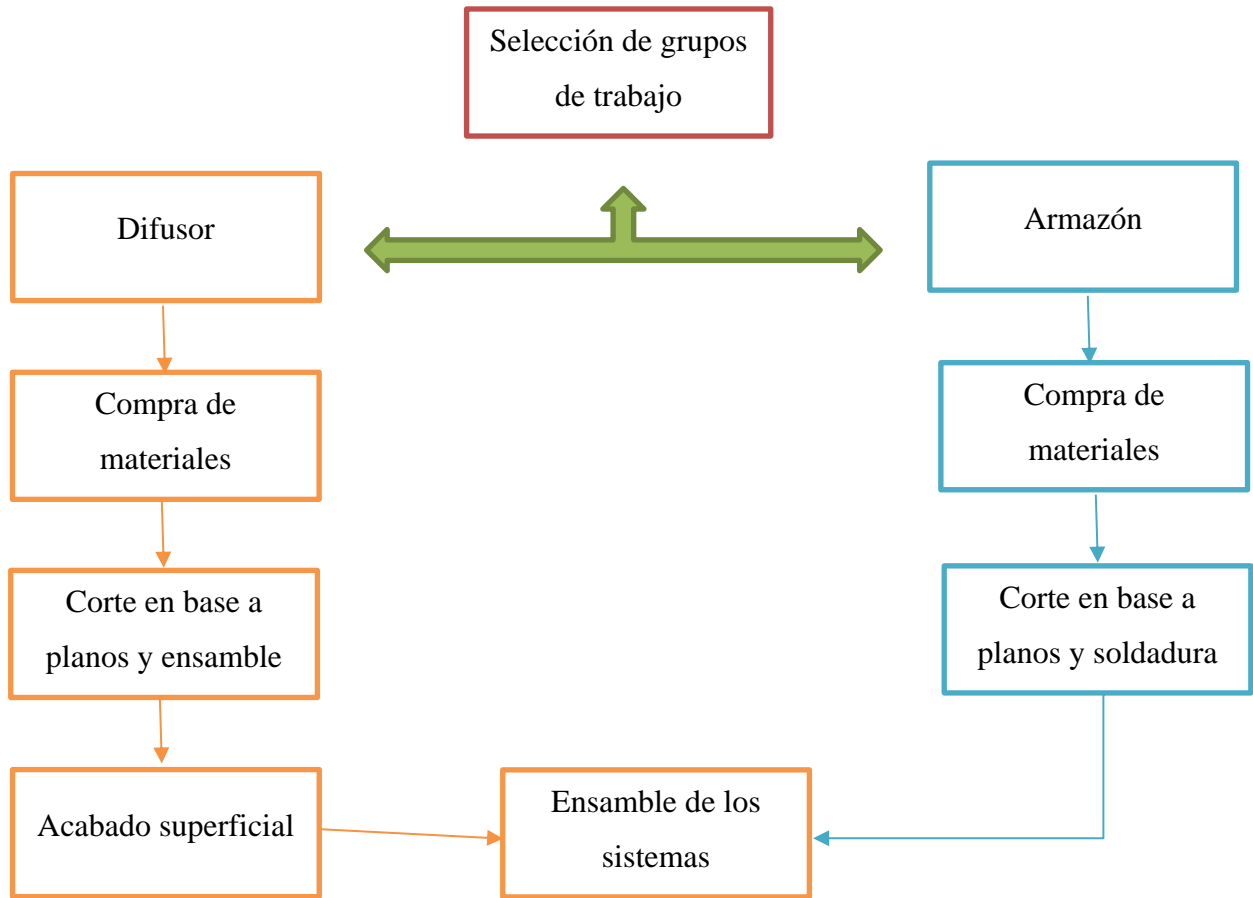 Selección de grupos
de trabajo
Difusor
Armazón
Compra de
materiales
Compra de
materiales
Corte en base a
planos y ensamble
Corte en base a
planos y soldadura
Acabado superficial
Ensamble de los
sistemas